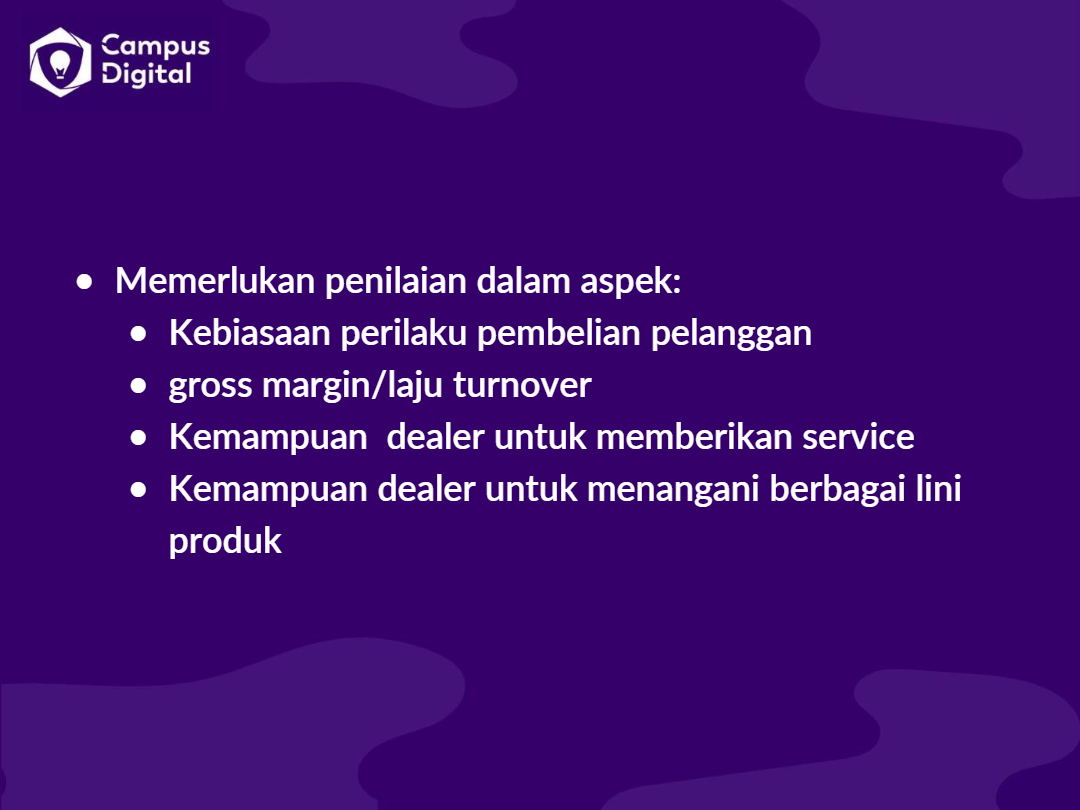 Campus
Digital
• Memerlukan penilaian dalam aspek:
• Kebiasaan perilaku pembelian pelanggan
• gross margin/laju turnover
• Kemampuan  dealer untuk memberikan service
• Kemampuan dealer untuk menangani berbagai lini
produk